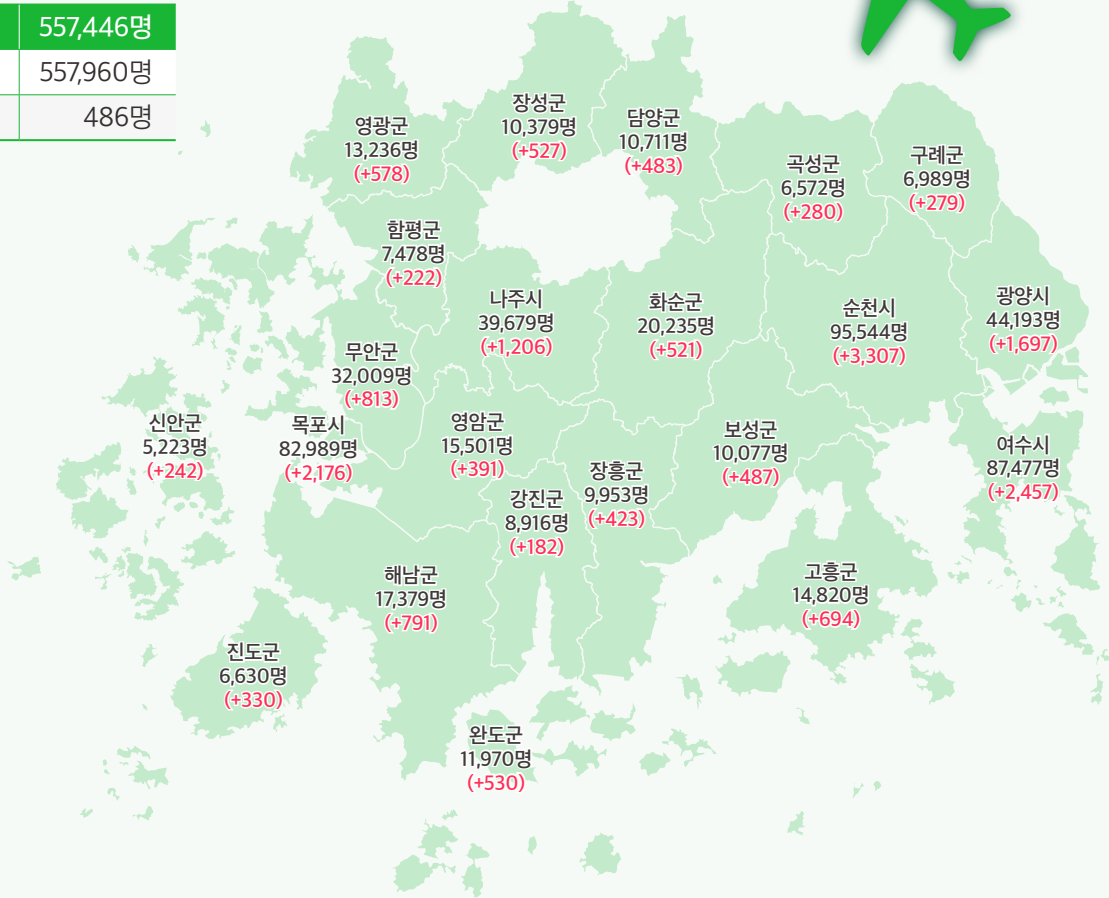 557,446명
557,960명
486명
장성군
10,379명
(+527)
담양군
10,711명
(+483)
영광군
13,236명
(+578)
곡성군
6,572명
(+280)
구례군
6,989명
(+279)
함평군
7,478명
(+222)
나주시
39,679명
(+1,206)
화순군
20,235명
(+521)
순천시
95,544명
(+3,307)
광양시
44,193명
(+1,697)
무안군
32,009명
(+813)
신안군
5,223명
(+242)
목포시
82,989명
(+2,176)
영암군
15,501명
(+391)
보성군
10,077명
(+487)
여수시
87,477명
(+2,457)
장흥군
9,953명
(+423)
강진군
8,916명
(+182)
해남군
17,379명
(+791)
고흥군
14,820명
(+694)
진도군
6,630명
(+330)
완도군
11,970명
(+530)